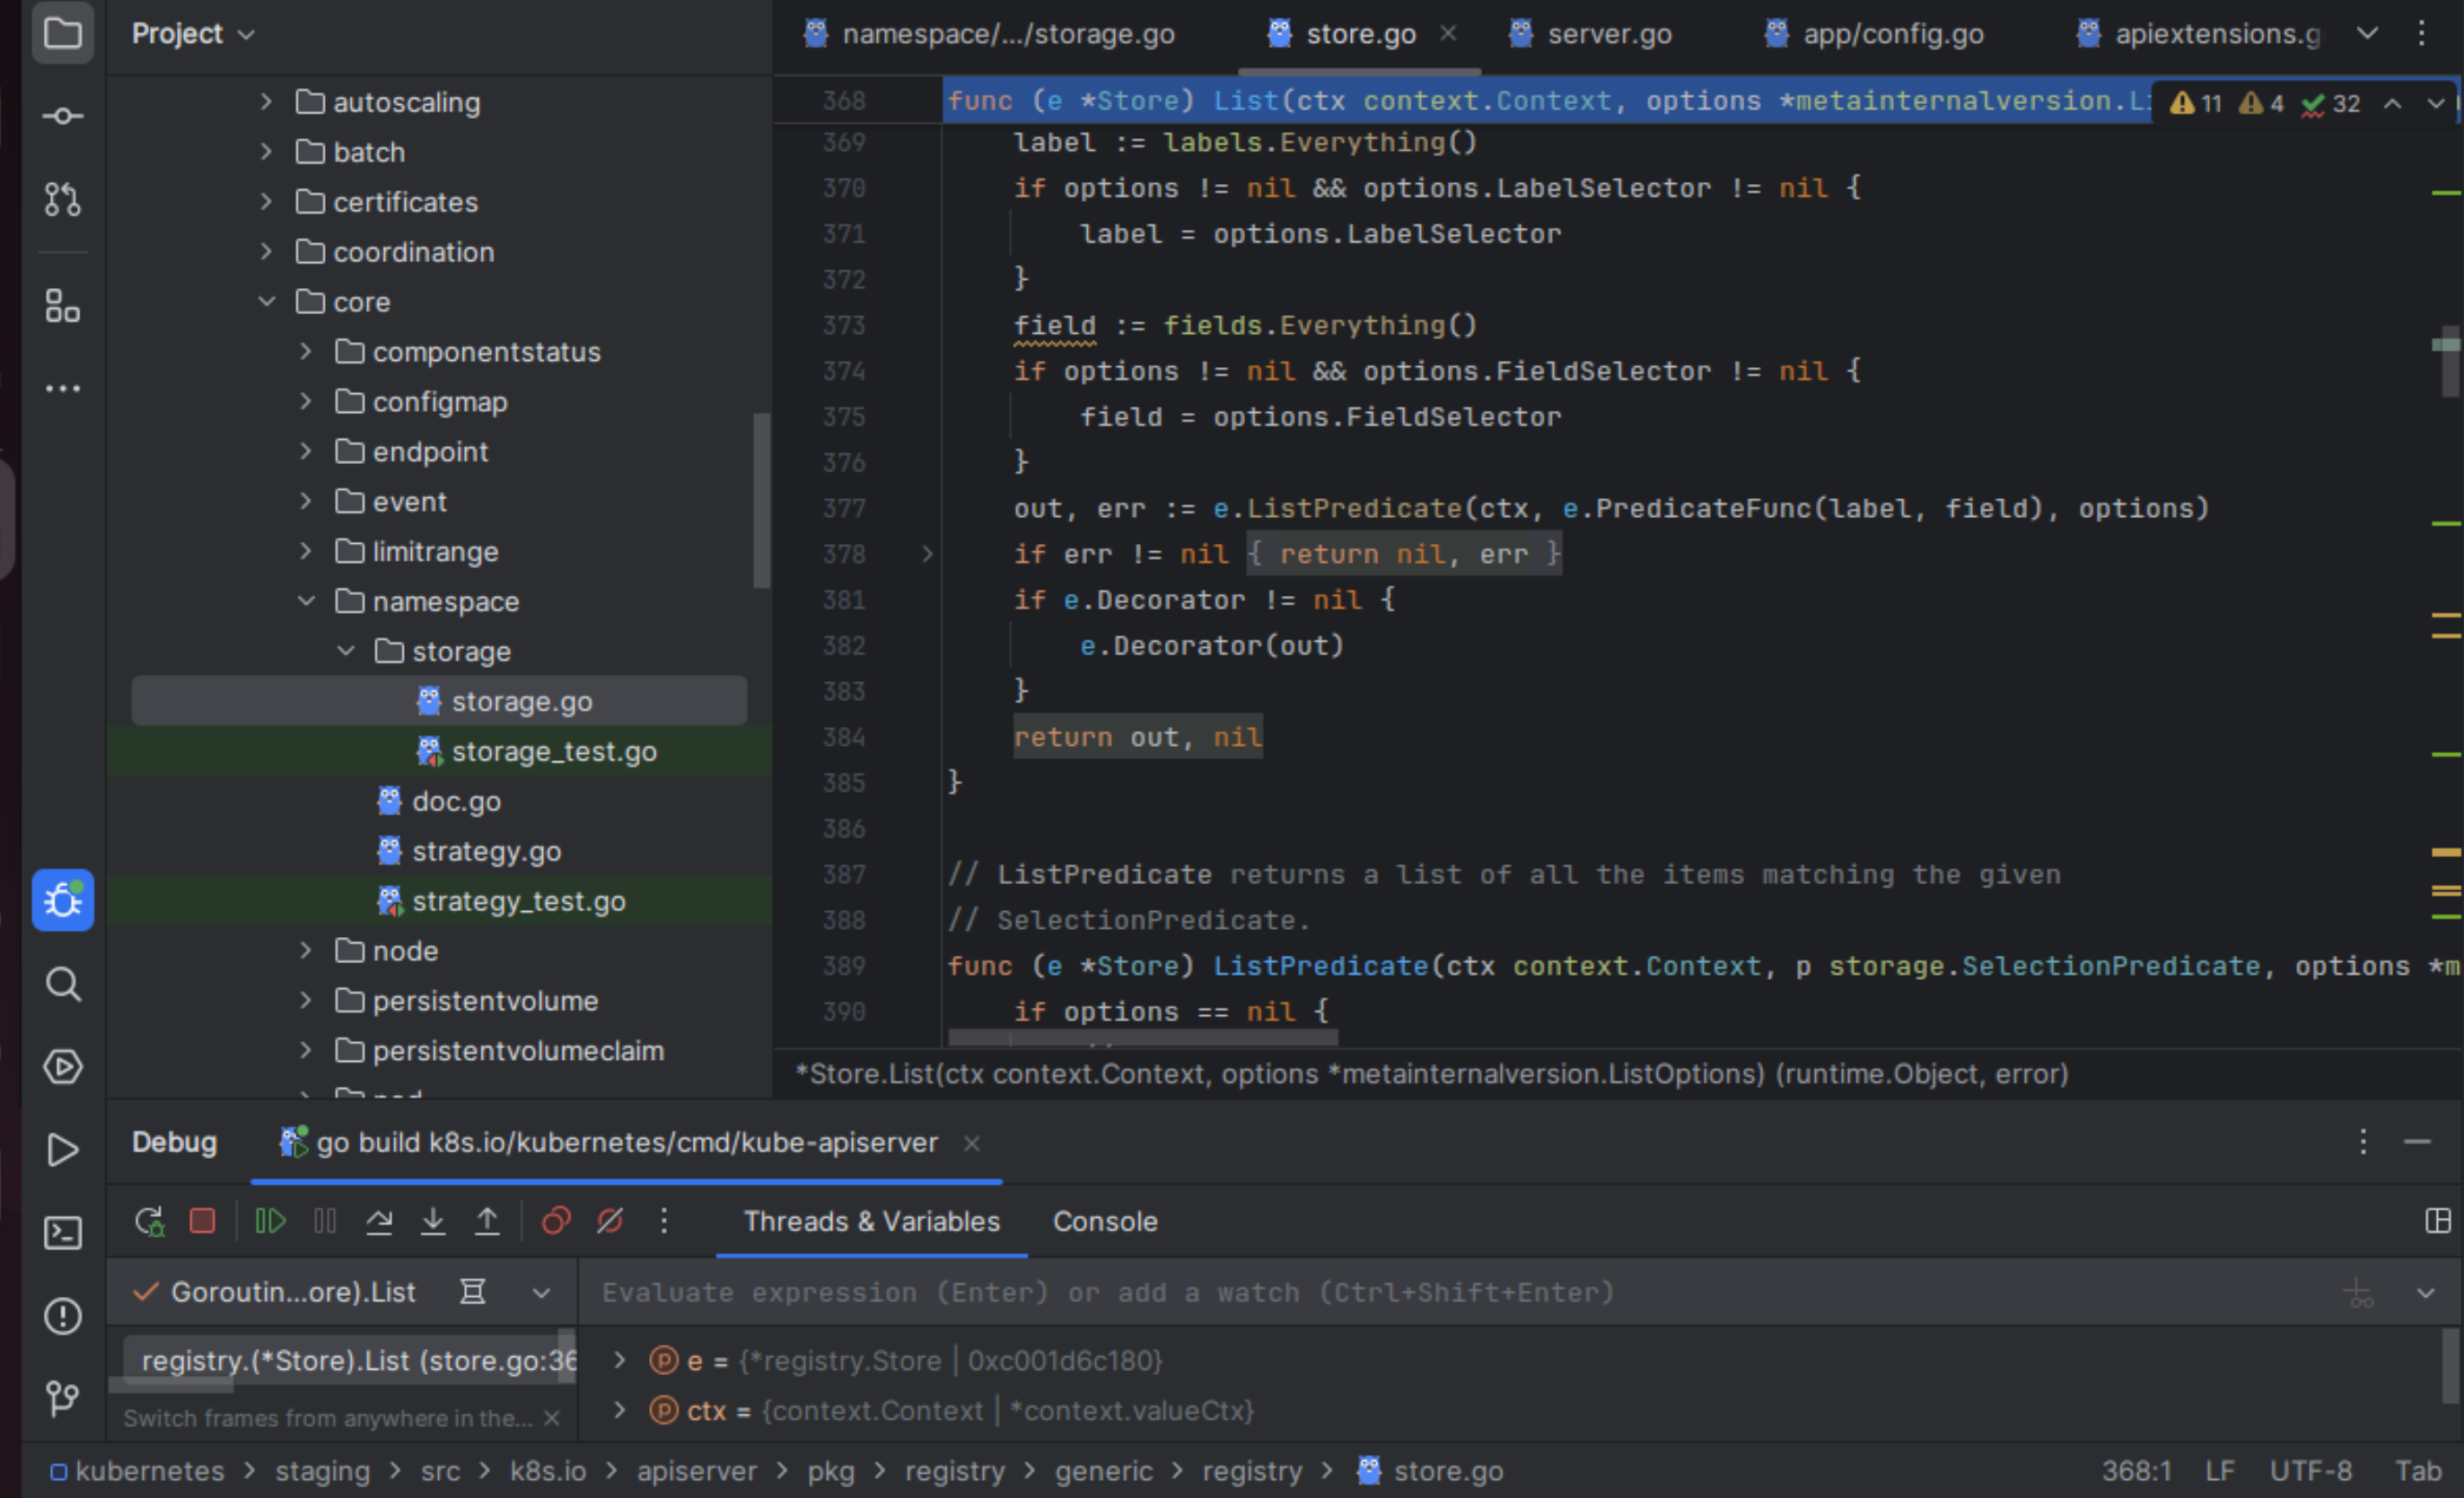 Project
namespace/.../storage.go
store.go
server.go
app/config.go
apiextensions.g
autoscaling
batch
certificates
coordination
core
componentstatus
configmap
endpoint
event
limitrange
namespace
storage
storage.go
storage_test.go
doc.go
strategy.go
strategy_test.go
node
persistentvolume
persistentvolumeclaim
368 func (e *Store) List(ctx context.Context, options *metainternalversion.Li
11 4 32
369 label := labels.Everything()
370 if options != nil && options.LabelSelector != nil {
371 label = options.LabelSelector
372 }
373 field := fields.Everything()
374 if options != nil && options.FieldSelector != nil {
375 field = options.FieldSelector
376 }
377 out, err := e.ListPredicate(ctx, e.PredicateFunc(label, field), options)
378 if err != nil { return nil, err }
381 if e.Decorator != nil {
382 e.Decorator(out)
383 }
384 return out, nil
385 }
386
387 // ListPredicate returns a list of all the items matching the given
388 // SelectionPredicate.
389 func (e *Store) ListPredicate(ctx context.Context, p storage.SelectionPredicate, options *m
390 if options == nil {
*Store.List(ctx context.Context, options *metainternalversion.ListOptions) (runtime.Object, error)
Debug
go build k8s.io/kubernetes/cmd/kube-apiserver
Threads & Variables
Console
Goroutin...ore).List
Evaluate expression (Enter) or add a watch (Ctrl+Shift+Enter)
registry.(*Store).List (store.go:36
e = {*registry.Store | 0xc001d6c180}
Switch frames from anywhere in the...
ctx = {context.Context | *context.valueCtx}
kubernetes > staging > src > k8s.io > apiserver > pkg > registry > generic > registry > store.go
368:1 LF UTF-8 Tab